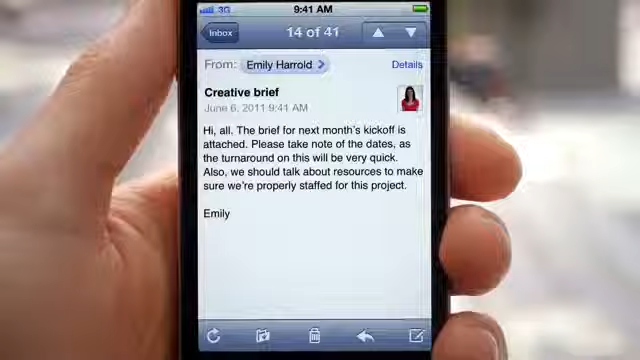 3G 9:41 AM
Inbox 14 of 41
From: Emily Harrold Details
Creative brief
June 6, 2011 9:41 AM
Hi, all. The brief for next month's kickoff is
attached. Please take note of the dates, as
the turnaround on this will be very quick.
Also, we should talk about resources to make
sure we're properly staffed for this project.
Emily